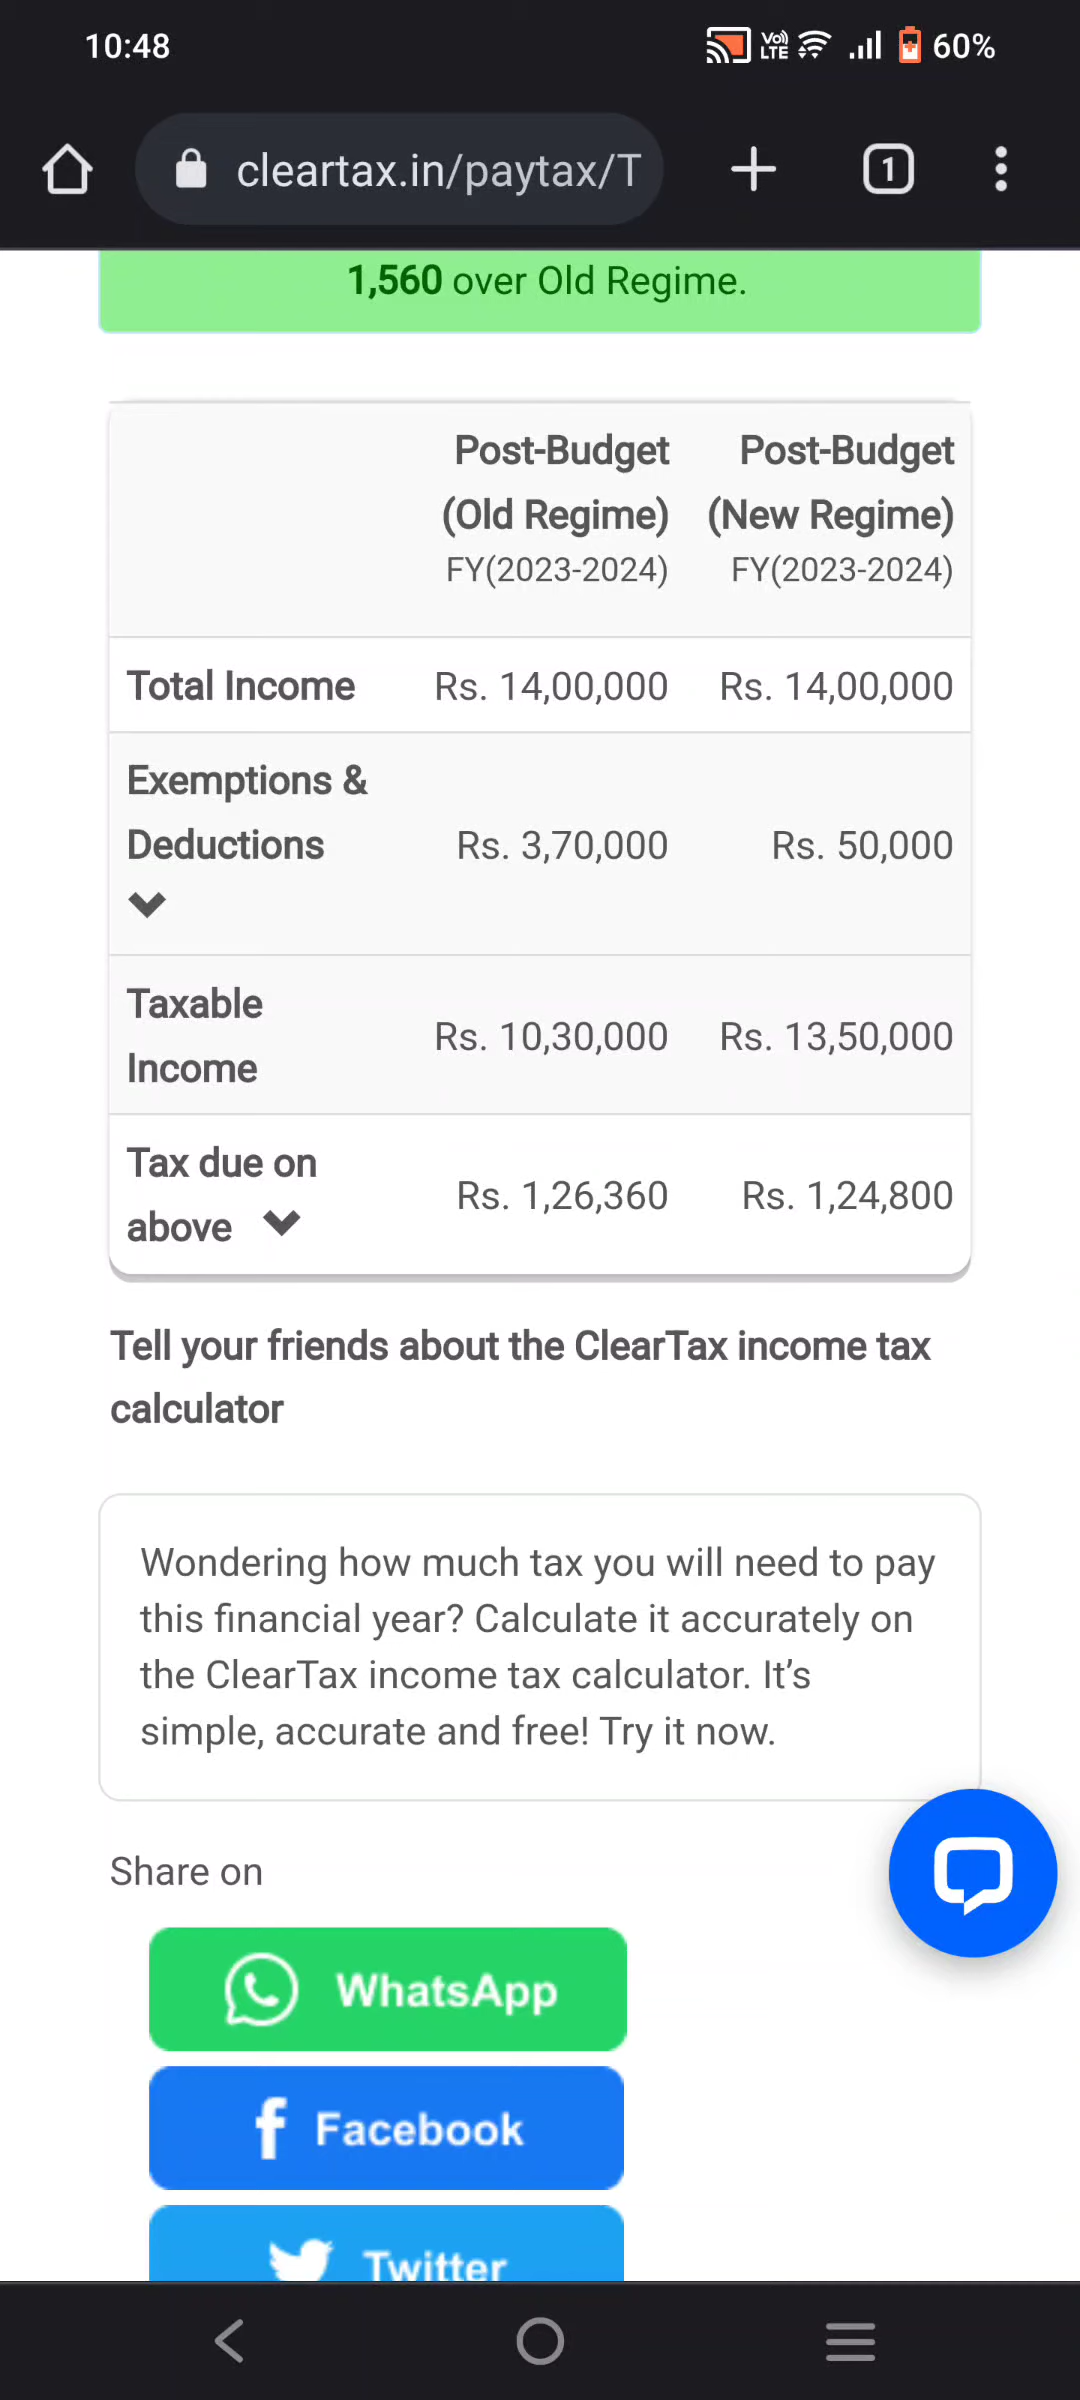 10:48
Vo) LTE
60%
cleartax.in/paytax/T
1
1,560 over Old Regime.
Post-Budget Post-Budget
(Old Regime) (New Regime)
FY(2023-2024) FY(2023-2024)
Total Income Rs. 14,00,000 Rs. 14,00,000
Exemptions &
Deductions Rs. 3,70,000 Rs. 50,000
Taxable
Income Rs. 10,30,000 Rs. 13,50,000
Tax due on
above Rs. 1,26,360 Rs. 1,24,800
Tell your friends about the ClearTax income tax
calculator
Wondering how much tax you will need to pay
this financial year? Calculate it accurately on
the ClearTax income tax calculator. It’s
simple, accurate and free! Try it now.
Share on
WhatsApp
Facebook
Twitter